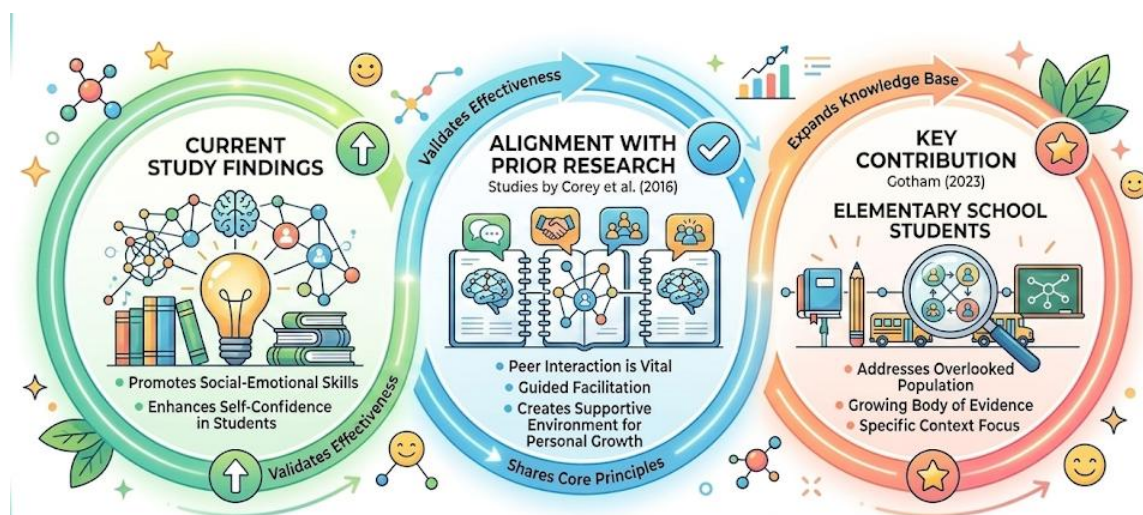 CURRENT
STUDY FINDINGS
Promotes Social-Emotional Skills
Enhances Self-Confidence
in Students
Validates Effectiveness
Validates Effectiveness
ALIGNMENT WITH
PRIOR RESEARCH
Studies by Corey et al. (2016)
Peer Interaction is Vital
Guided Facilitation
Creates Supportive
Environment for
Personal Growth
Shares Core Principles
Expands Knowledge Base
KEY
CONTRIBUTION
Gotham (2023)
ELEMENTARY SCHOOL
STUDENTS
Addresses Overlooked
Population
Growing Body of Evidence
Specific Context Focus